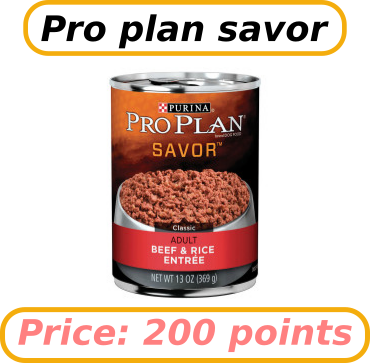 Pro plan savor
PURINA
PRO PLAN
SAVOR™
Classic
ADULT
BEEF & RICE
ENTRÉE
NET WT 13 OZ (369 g)
Price: 200 points